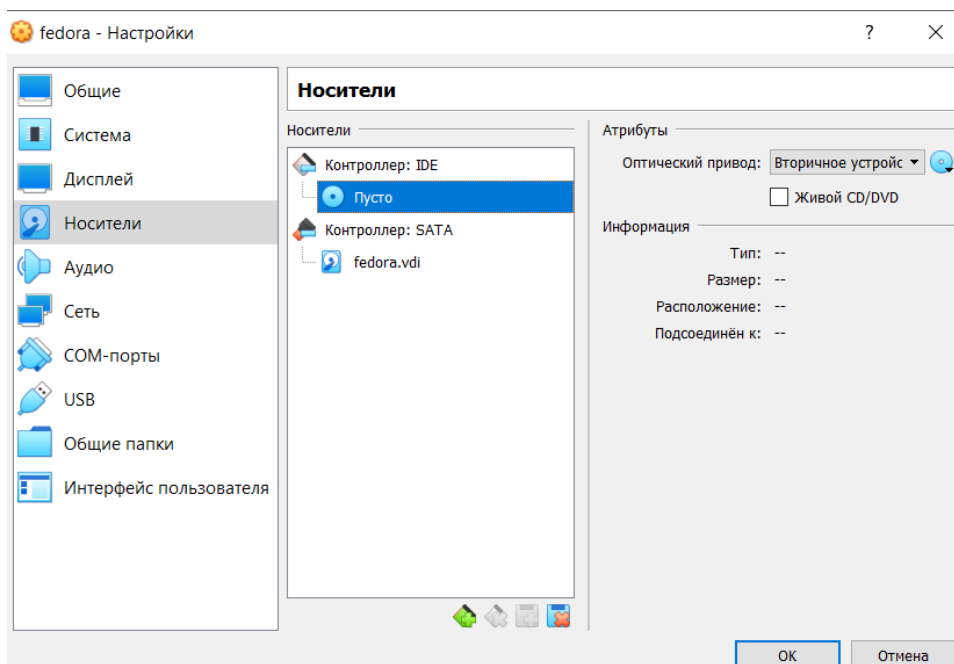 fedora - Настройки
?
Общие
Система
Дисплей
Носители
Аудио
Сеть
COM-порты
USB
Общие папки
Интерфейс пользователя
Носители
Носители
Контроллер: IDE
Пусто
Контроллер: SATA
fedora.vdi
Атрибуты
Оптический привод: Вторичное устройс
Живой CD/DVD
Информация
Тип: --
Размер: --
Расположение: --
Подсоединён к: --
OK Отмена